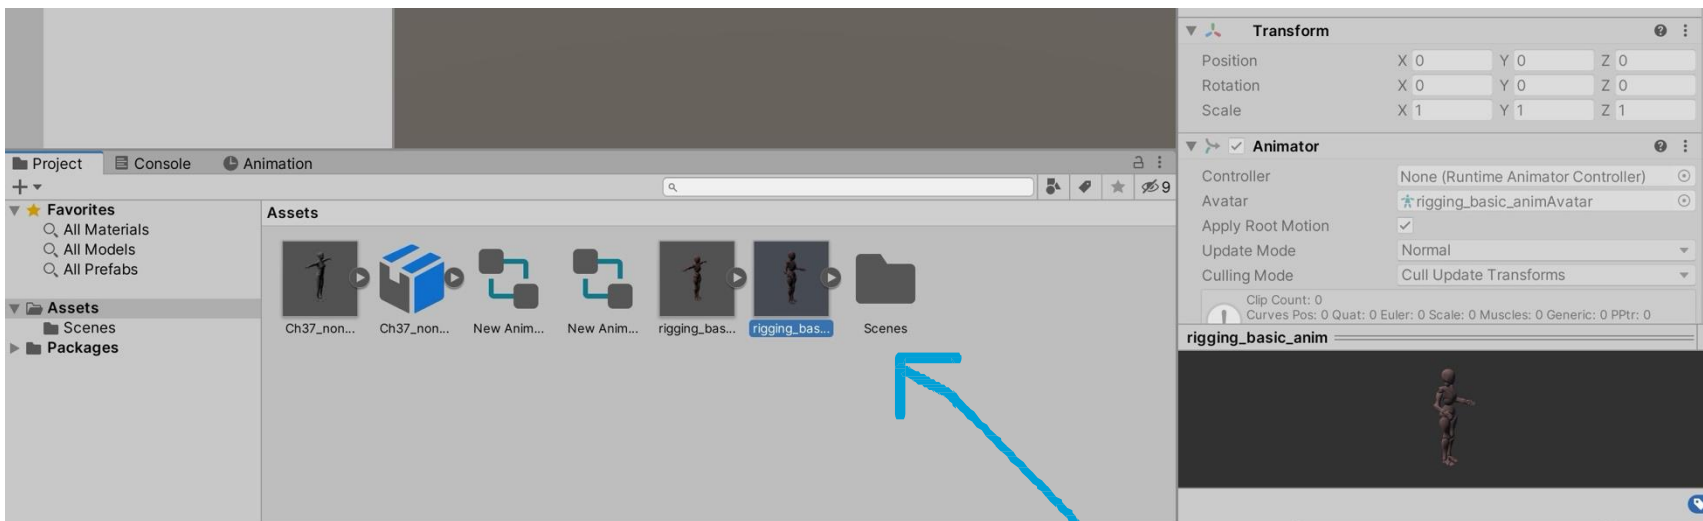 Transform
Position X 0 Y 0 Z 0
Rotation X 0 Y 0 Z 0
Scale X 1 Y 1 Z 1
Animator
Controller None (Runtime Animator Controller)
Avatar rigging_basic_animAvatar
Apply Root Motion
Update Mode Normal
Culling Mode Cull Update Transforms
Clip Count: 0
Curves Pos: 0 Quat: 0 Euler: 0 Scale: 0 Muscles: 0 Generic: 0 PPtr: 0
rigging_basic_anim
Project Console Animation
9
Favorites
All Materials
All Models
All Prefabs
Assets
Scenes
Packages
Assets
Ch37_non... Ch37_non... New Anim... New Anim... rigging_bas... rigging_bas... Scenes